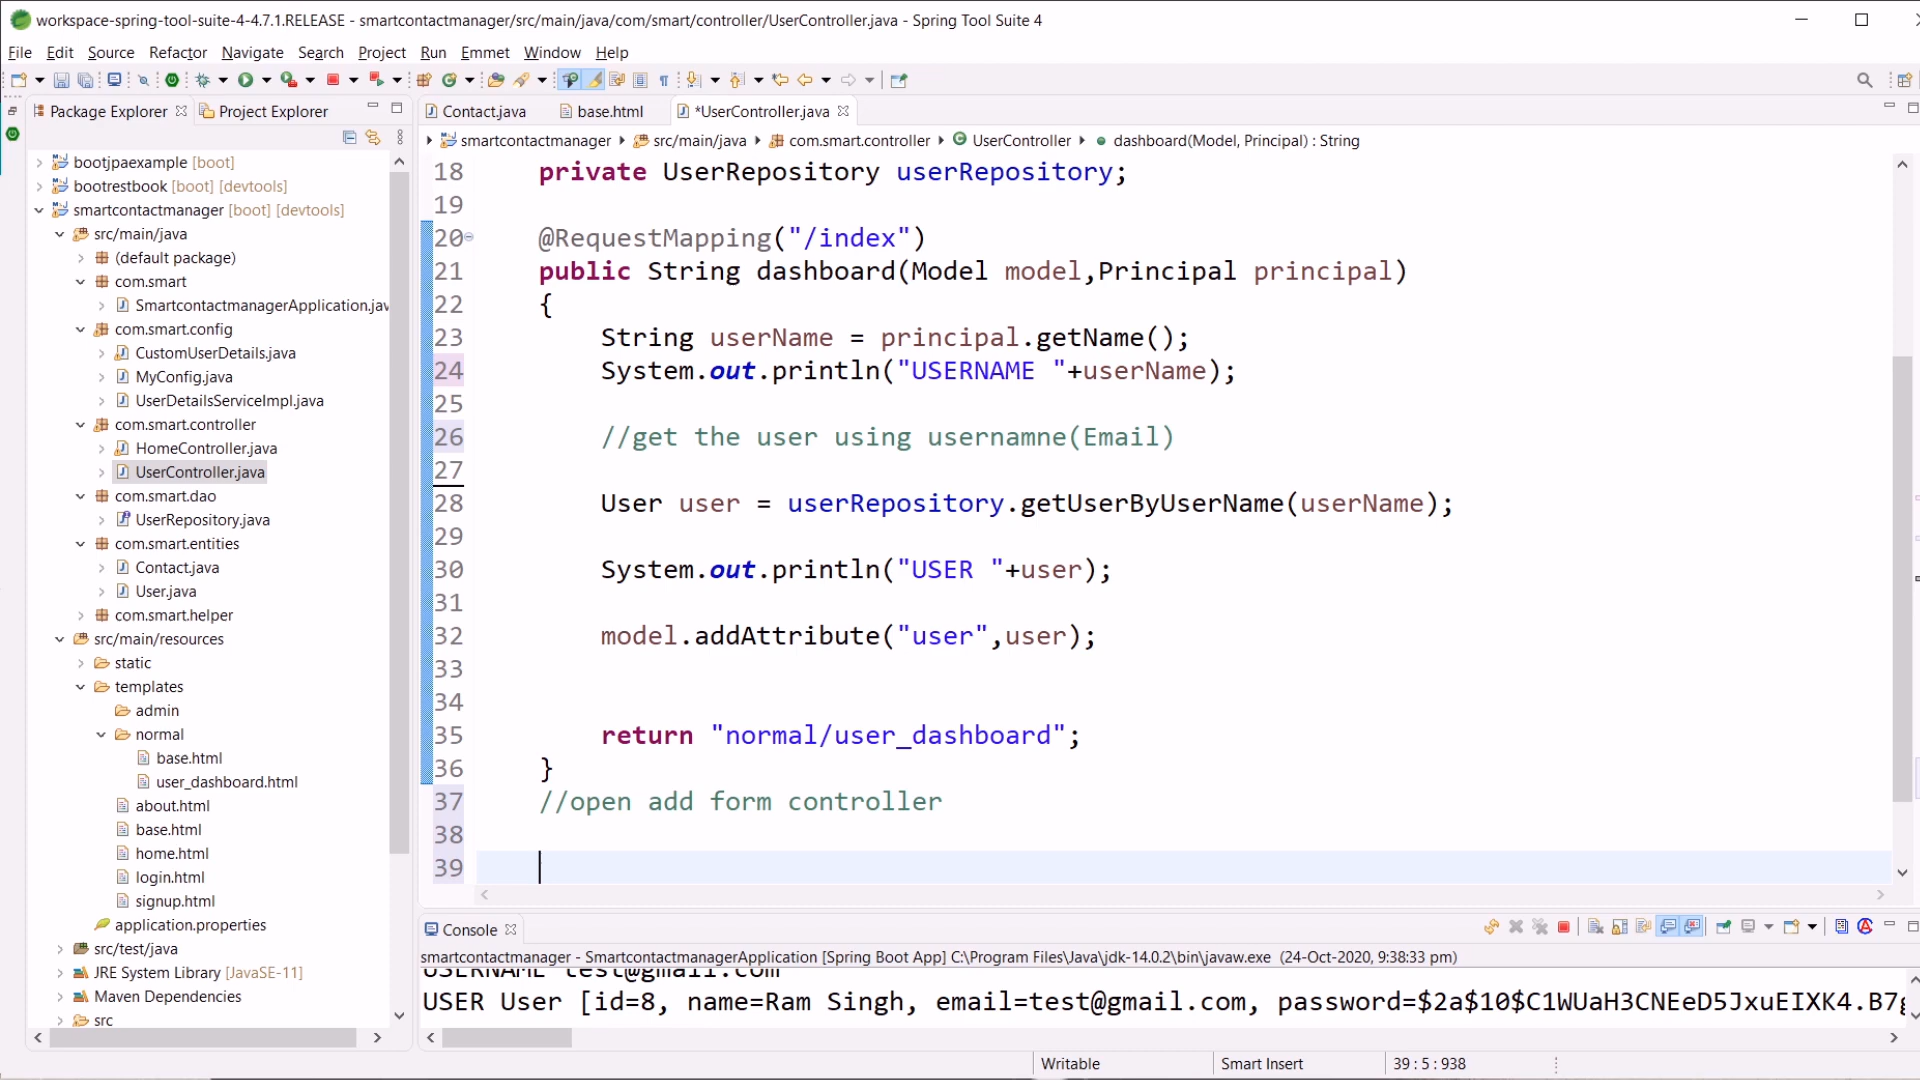 workspace-spring-tool-suite-4-4.7.1.RELEASE - smartcontactmanager/src/main/java/com/smart/controller/UserController.java - Spring Tool Suite 4
File Edit Source Refactor Navigate Search Project Run Emmet Window Help
Package Explorer Project Explorer
Contact.java base.html *UserController.java
smartcontactmanager src/main/java com.smart.controller UserController dashboard(Model, Principal) : String
bootjpaexample [boot]
bootrestbook [boot] [devtools]
smartcontactmanager [boot] [devtools]
src/main/java
(default package)
com.smart
SmartcontactmanagerApplication.jav
com.smart.config
CustomUserDetails.java
MyConfig.java
UserDetailsServiceImpl.java
com.smart.controller
HomeController.java
UserController.java
com.smart.dao
UserRepository.java
com.smart.entities
Contact.java
User.java
com.smart.helper
src/main/resources
static
templates
admin
normal
base.html
user_dashboard.html
about.html
base.html
home.html
login.html
signup.html
application.properties
src/test/java
JRE System Library [JavaSE-11]
Maven Dependencies
src
18 private UserRepository userRepository;
19
20 @RequestMapping("/index")
21 public String dashboard(Model model,Principal principal)
22 {
23 String userName = principal.getName();
24 System.out.println("USERNAME "+userName);
25
26 //get the user using usernamne(Email)
27
28 User user = userRepository.getUserByUserName(userName);
29
30 System.out.println("USER "+user);
31
32 model.addAttribute("user",user);
33
34
35 return "normal/user_dashboard";
36 }
37 //open add form controller
38
39
Console
smartcontactmanager - SmartcontactmanagerApplication [Spring Boot App] C:\Program Files\Java\jdk-14.0.2\bin\javaw.exe (24-Oct-2020, 9:38:33 pm)
USERNAME test@gmail.com
USER User [id=8, name=Ram Singh, email=test@gmail.com, password=$2a$10$C1WUaH3CNEeD5JxuEIXK4.B7g
Writable Smart Insert 39 : 5 : 938